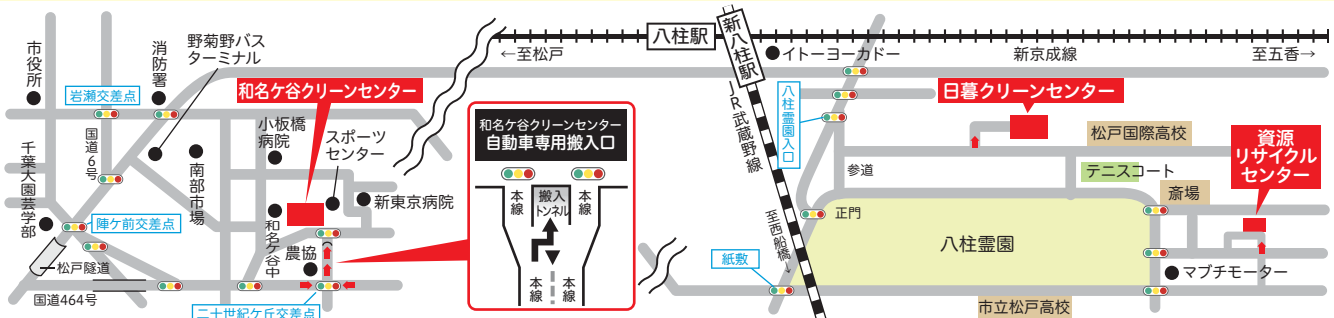 市役所
消防署
野菊野バス
ターミナル
岩瀬交差点
国道6号
千葉大園芸学部
陣ケ前交差点
松戸隧道
国道464号
南部市場
和名ケ谷クリーンセンター
小板橋
病院
スポーツ
センター
新東京病院
和名ケ谷中
農協
二十世紀ケ丘交差点
和名ケ谷クリーンセンター
自動車専用搬入口
本線
搬入
トンネル
本線
本線
本線
←至松戸
八柱駅
新八柱駅
イトーヨーカドー
新京成線
至五香→
JR武蔵野線
八柱霊園入口
日暮クリーンセンター
松戸国際高校
資源
リサイクル
センター
参道
テニスコート
斎場
正門
八柱霊園
至西船橋→
紙敷
マブチモーター
市立松戸高校